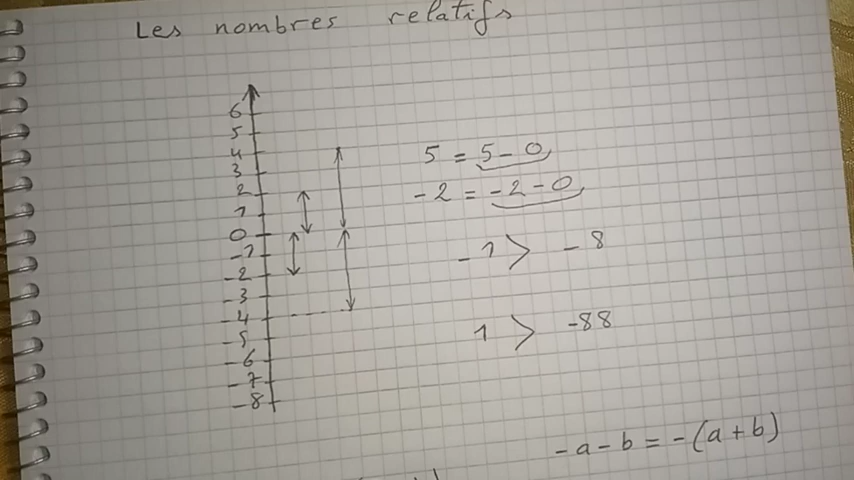 Les nombres relatifs
6
5
4
3
2
1
0
-1
-2
-3
-4
-5
-6
-7
-8
5 = 5 - 0
-2 = -2 - 0
-1 > -8
1 > -88
-a - b = -(a + b)